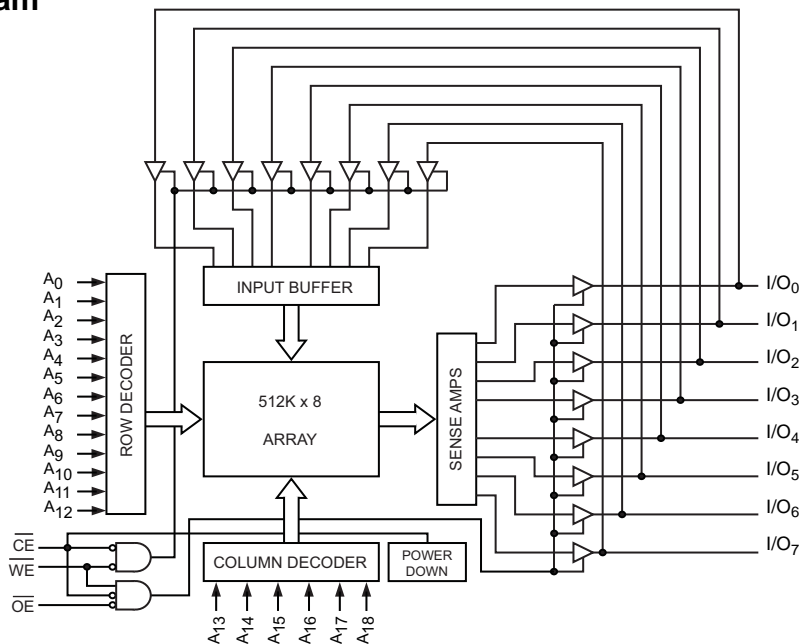 INPUT BUFFER
A0
A1
A2
A3
A4
A5
A6
A7
A8
A9
A10
A11
A12
ROW DECODER
512K x 8
ARRAY
SENSE AMPS
I/O0
I/O1
I/O2
I/O3
I/O4
I/O5
I/O6
I/O7
CE
WE
OE
COLUMN DECODER
POWER
DOWN
A13
A14
A15
A16
A17
A18